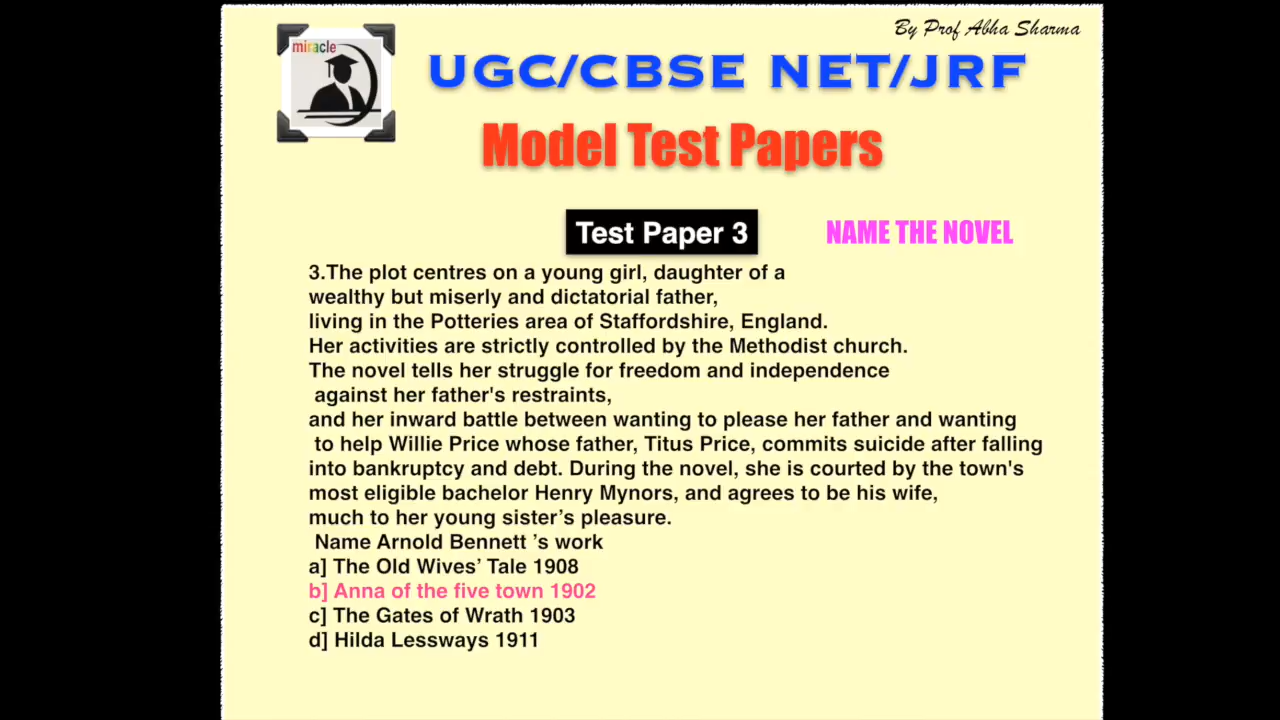 By Prof Abha Sharma
miracle
UGC/CBSE NET/JRF
Model Test Papers
Test Paper 3
NAME THE NOVEL
3.The plot centres on a young girl, daughter of a
wealthy but miserly and dictatorial father,
living in the Potteries area of Staffordshire, England.
Her activities are strictly controlled by the Methodist church.
The novel tells her struggle for freedom and independence
against her father's restraints,
and her inward battle between wanting to please her father and wanting
to help Willie Price whose father, Titus Price, commits suicide after falling
into bankruptcy and debt. During the novel, she is courted by the town's
most eligible bachelor Henry Mynors, and agrees to be his wife,
much to her young sister’s pleasure.
Name Arnold Bennett ’s work
a] The Old Wives’ Tale 1908
b] Anna of the five town 1902
c] The Gates of Wrath 1903
d] Hilda Lessways 1911